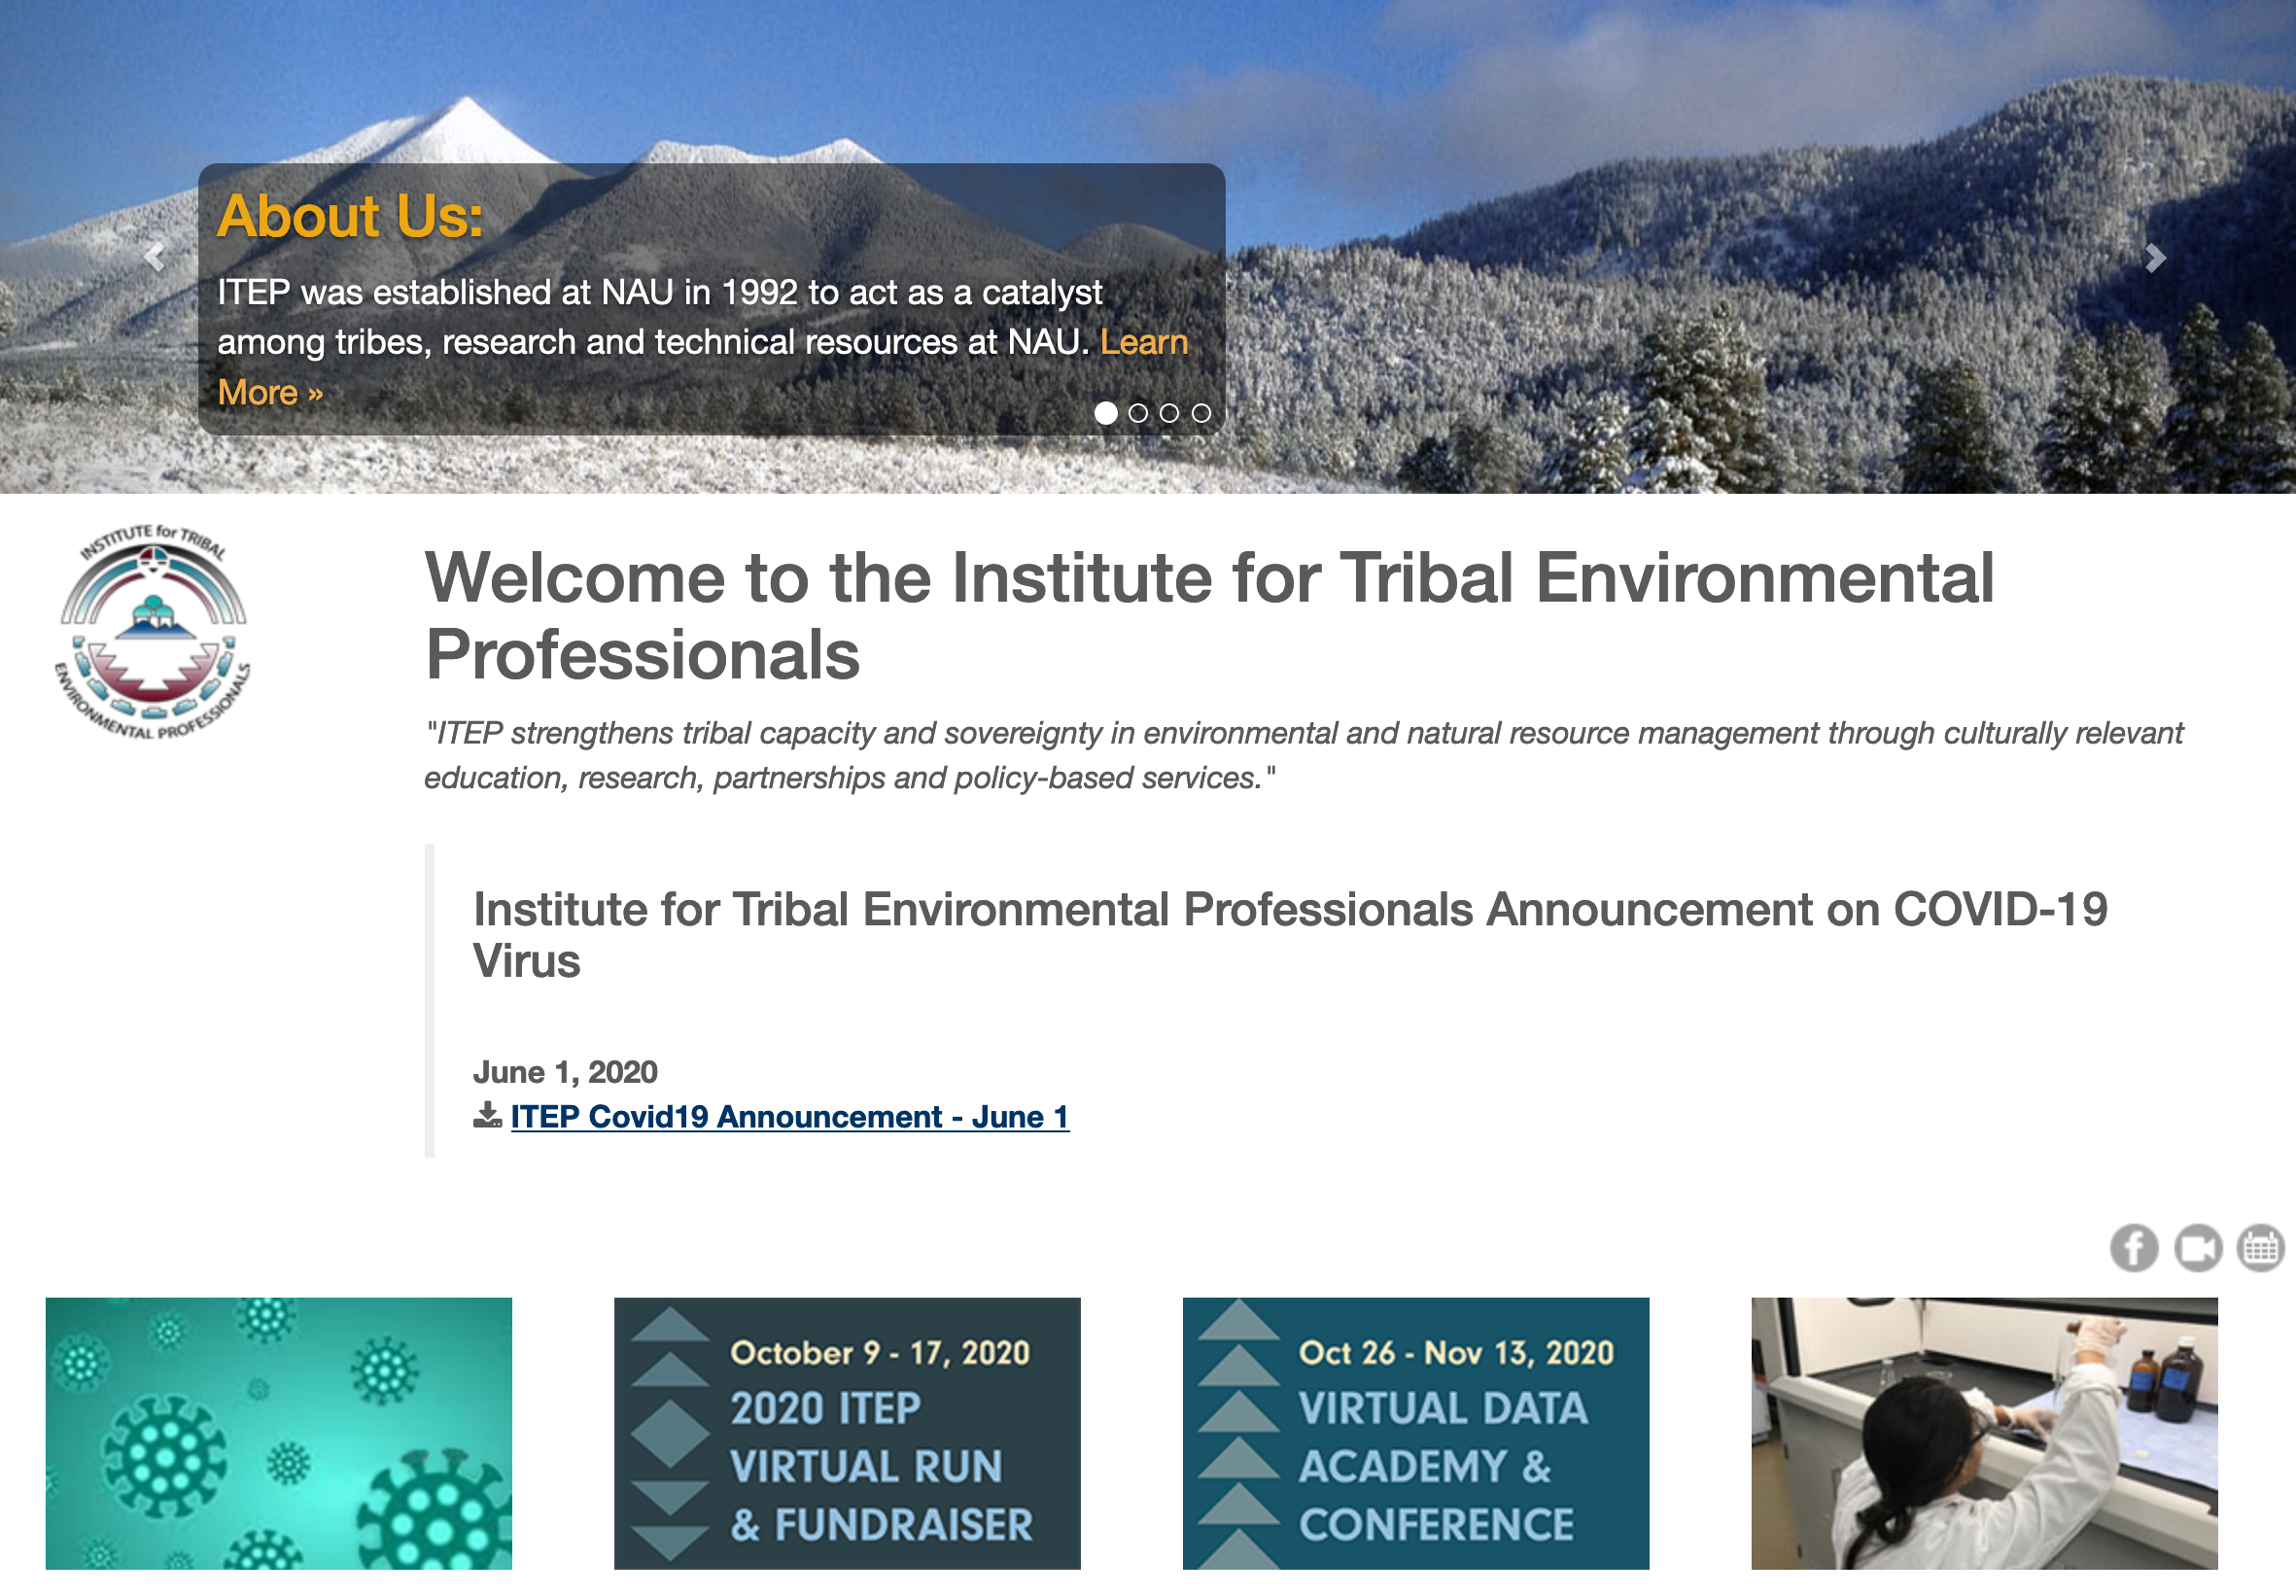 About Us:
ITEP was established at NAU in 1992 to act as a catalyst
among tribes, research and technical resources at NAU. Learn
More »
INSTITUTE for TRIBAL
ENVIRONMENTAL PROFESSIONALS
Welcome to the Institute for Tribal Environmental
Professionals
"ITEP strengthens tribal capacity and sovereignty in environmental and natural resource management through culturally relevant
education, research, partnerships and policy-based services."
Institute for Tribal Environmental Professionals Announcement on COVID-19
Virus
June 1, 2020
ITEP Covid19 Announcement - June 1
October 9 - 17, 2020
2020 ITEP
VIRTUAL RUN
& FUNDRAISER
Oct 26 - Nov 13, 2020
VIRTUAL DATA
ACADEMY &
CONFERENCE